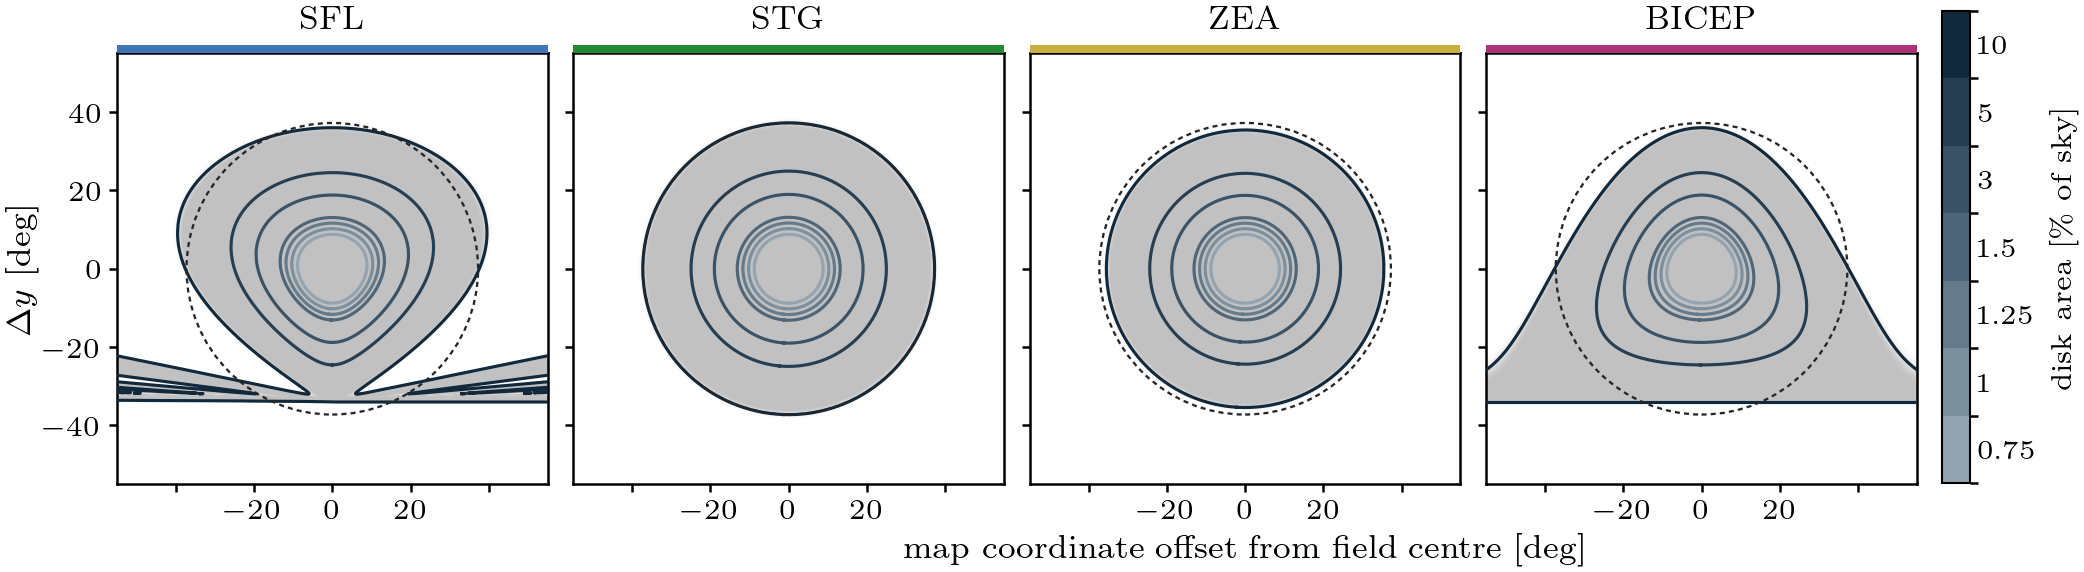 SFL
STG
ZEA
BICEP
Δy [deg]
40
20
0
−20
−40
−20 0 20
−20 0 20
−20 0 20
−20 0 20
map coordinate offset from field centre [deg]
10
5
3
1.5
1.25
1
0.75
disk area [% of sky]